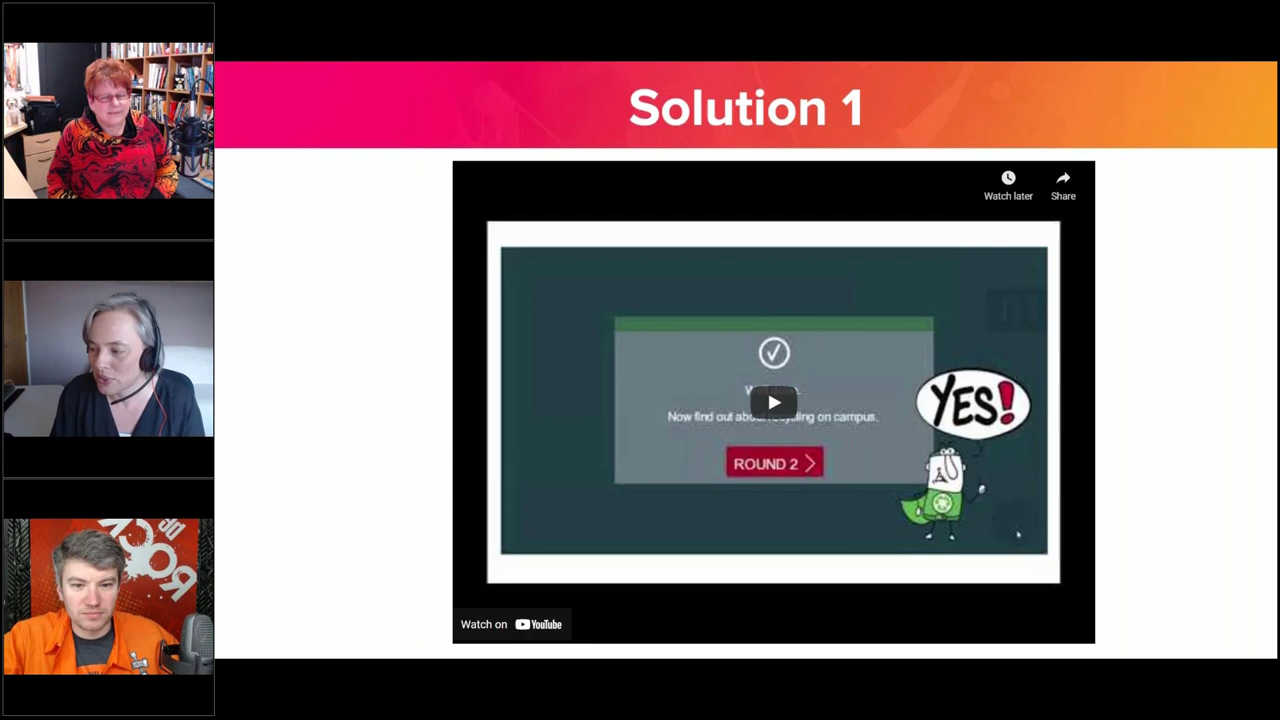 Solution 1
Watch later
Share
Now find out about recycling on campus.
YES!
ROUND 2
Watch on YouTube